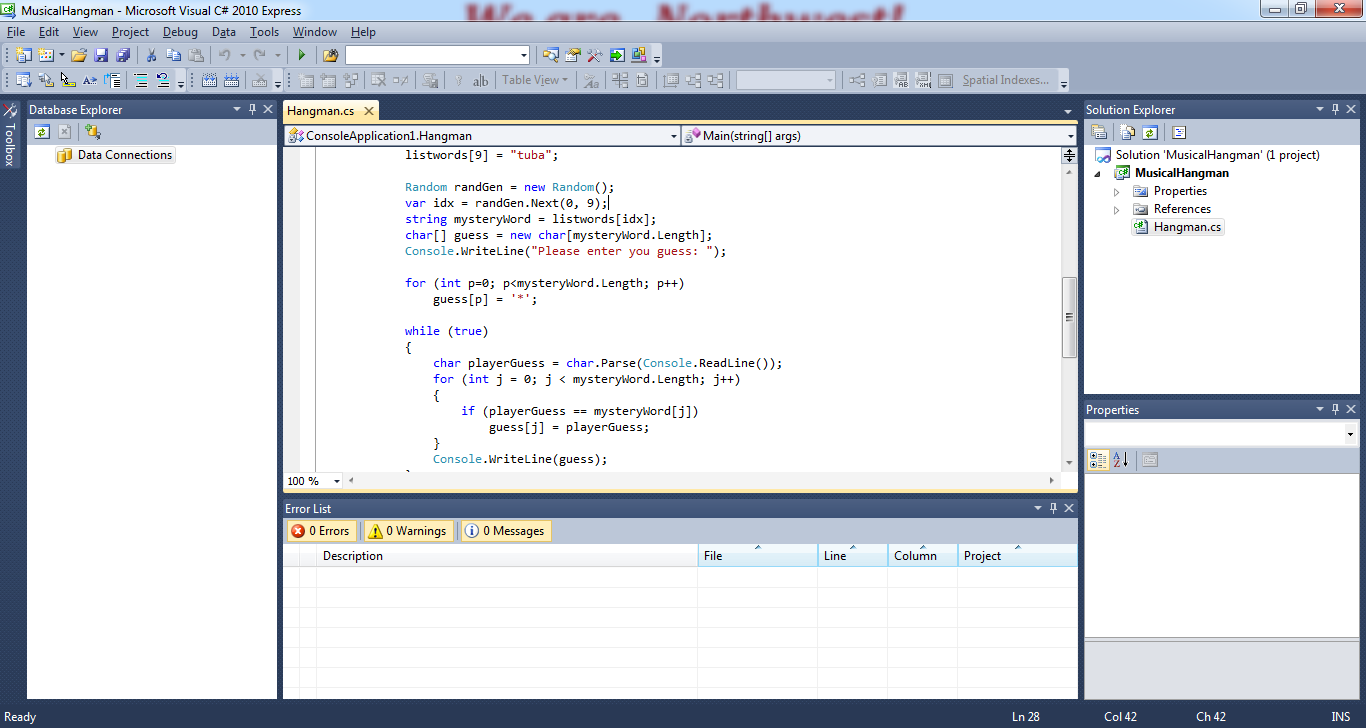 We are Northwest!
MusicalHangman - Microsoft Visual C# 2010 Express
File Edit View Project Debug Data Tools Window Help
Table View Spatial Indexes...
Toolbox
Database Explorer
Data Connections
Hangman.cs
ConsoleApplication1.Hangman Main(string[] args)
listwords[9] = "tuba";
Random randGen = new Random();
var idx = randGen.Next(0, 9);
string mysteryWord = listwords[idx];
char[] guess = new char[mysteryWord.Length];
Console.WriteLine("Please enter you guess: ");
for (int p=0; p<mysteryWord.Length; p++)
guess[p] = '*';
while (true)
{
char playerGuess = char.Parse(Console.ReadLine());
for (int j = 0; j < mysteryWord.Length; j++)
{
if (playerGuess == mysteryWord[j])
guess[j] = playerGuess;
}
Console.WriteLine(guess);
100 %
Error List
0 Errors 0 Warnings 0 Messages
Description File Line Column Project
Solution Explorer
Solution 'MusicalHangman' (1 project)
MusicalHangman
Properties
References
Hangman.cs
Properties
Ready Ln 28 Col 42 Ch 42 INS